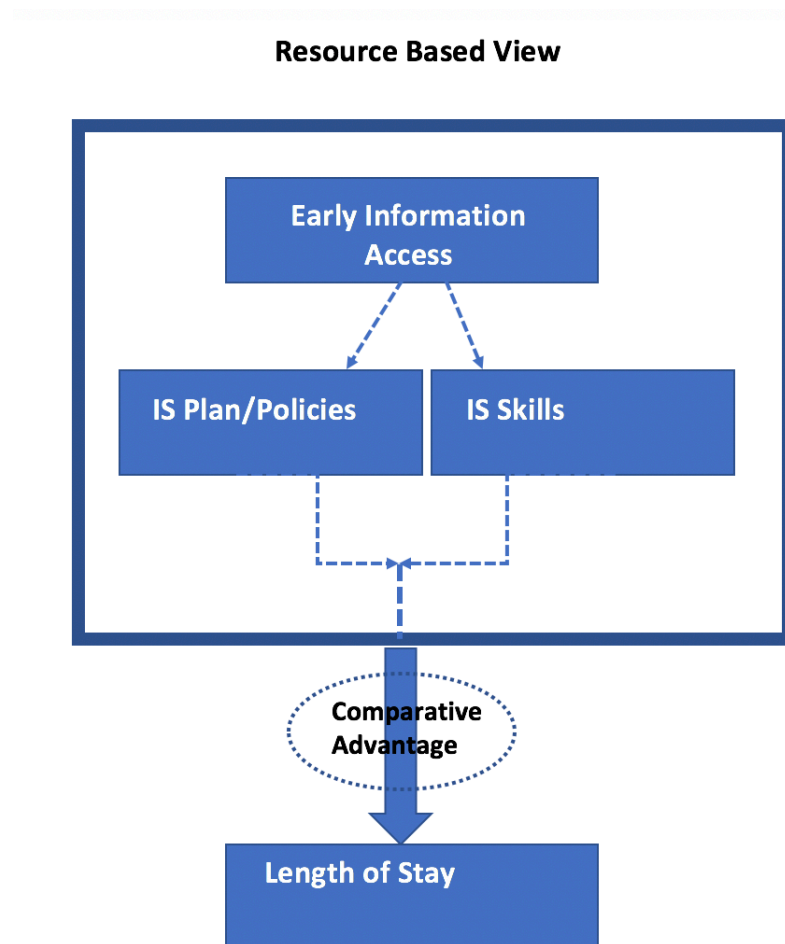 Resource Based View
Early Information
Access
IS Plan/Policies
IS Skills
Comparative
Advantage
Length of Stay